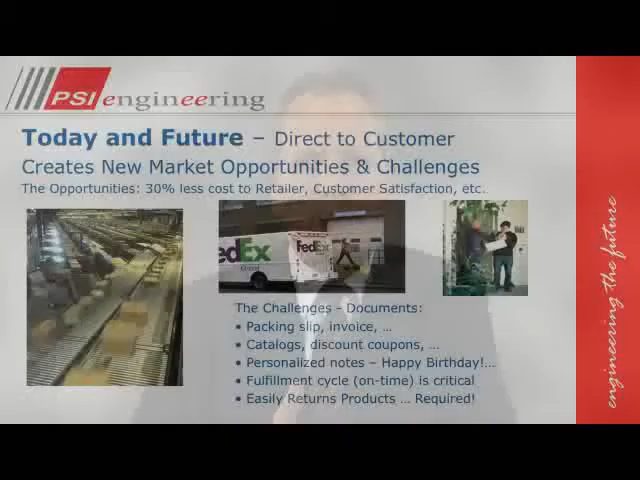 PSI engineering
Today and Future – Direct to Customer
Creates New Market Opportunities & Challenges
The Opportunities: 30% less cost to Retailer, Customer Satisfaction, etc.
edEx
FedEx
The Challenges - Documents:
• Packing slip, invoice, …
• Catalogs, discount coupons, …
• Personalized notes – Happy Birthday!...
• Fulfillment cycle (on-time) is critical
• Easily Returns Products … Required!
engineering the future